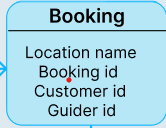 Booking
Location name
Booking id
Customer id
Guider id